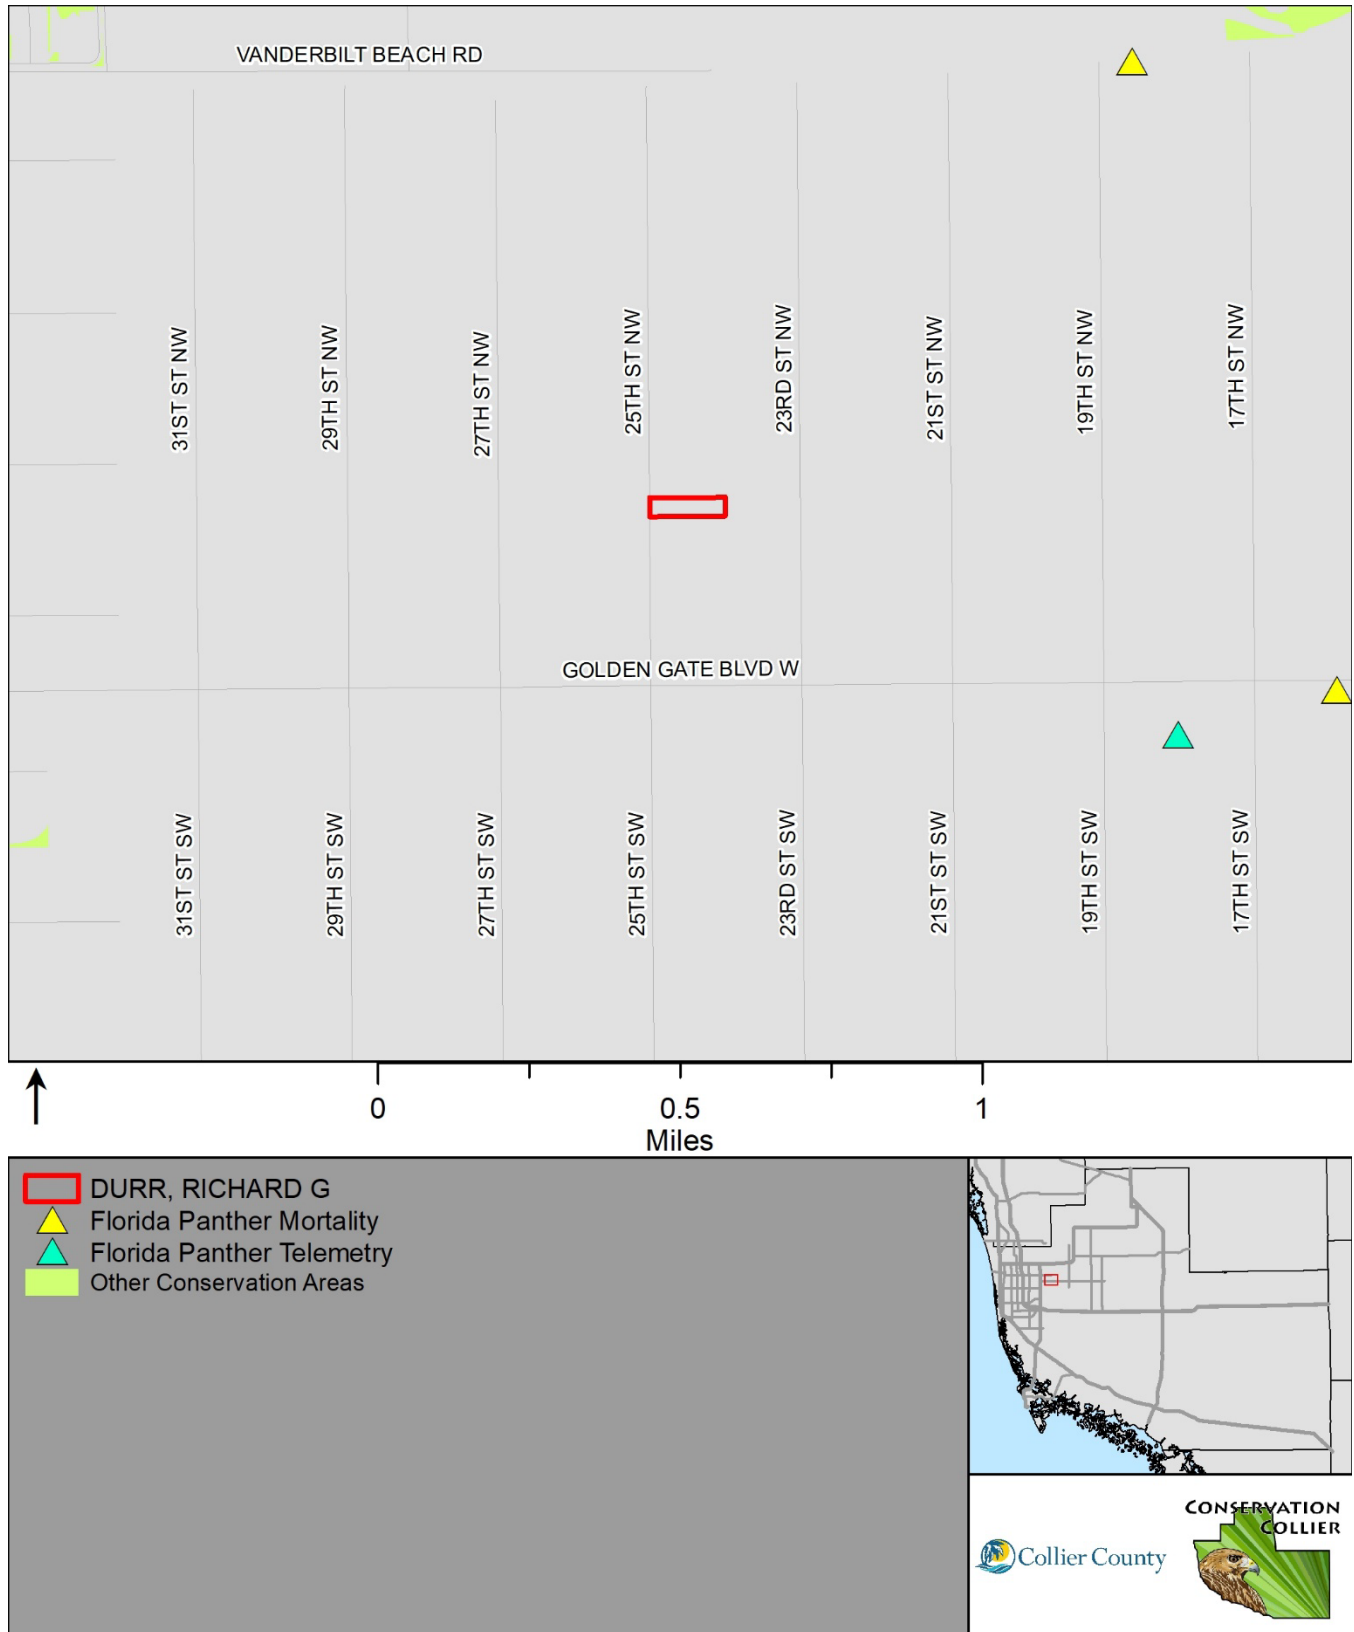 VANDERBILT BEACH RD
31ST ST NW
29TH ST NW
27TH ST NW
25TH ST NW
23RD ST NW
21ST ST NW
19TH ST NW
17TH ST NW
GOLDEN GATE BLVD W
31ST ST SW
29TH ST SW
27TH ST SW
25TH ST SW
23RD ST SW
21ST ST SW
19TH ST SW
17TH ST SW
0 0.5 1
Miles
DURR, RICHARD G
Florida Panther Mortality
Florida Panther Telemetry
Other Conservation Areas
Collier County
CONSERVATION
COLLIER